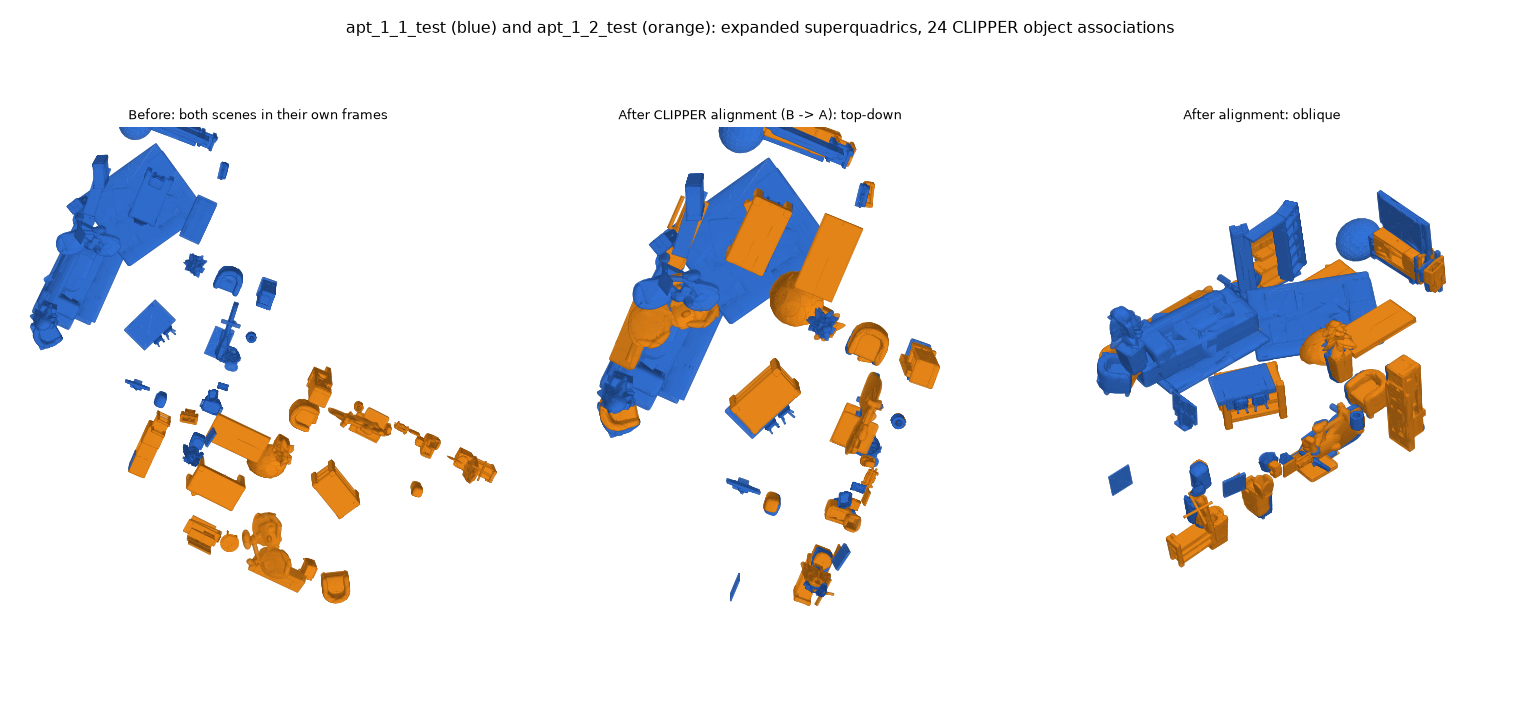 apt_1_1_test (blue) and apt_1_2_test (orange): expanded superquadrics, 24 CLIPPER object associations
Before: both scenes in their own frames
After CLIPPER alignment (B -> A): top-down
After alignment: oblique